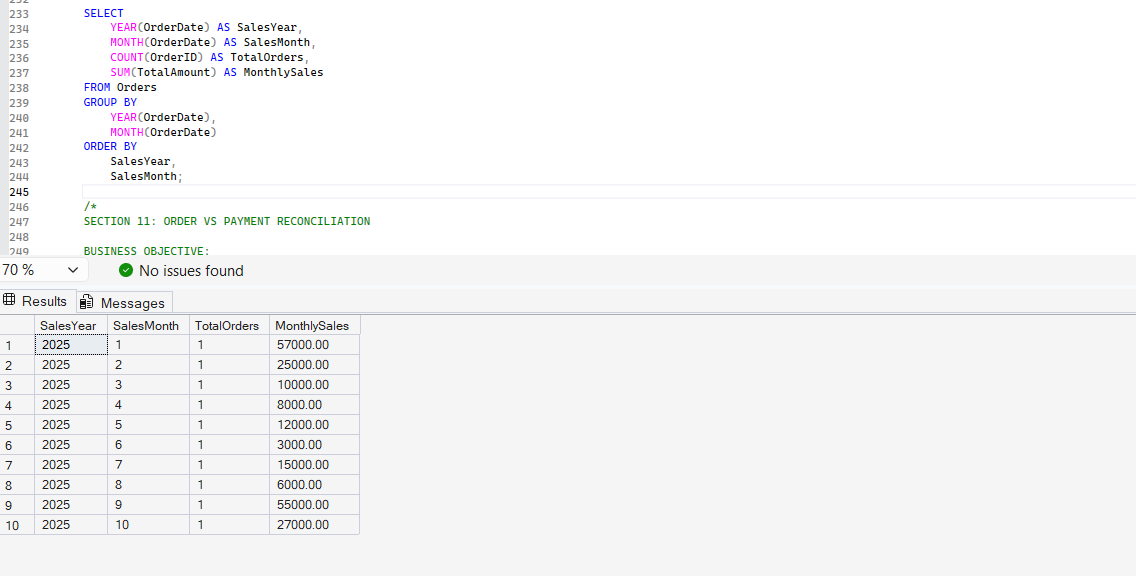 232
233 SELECT
234 YEAR(OrderDate) AS SalesYear,
235 MONTH(OrderDate) AS SalesMonth,
236 COUNT(OrderID) AS TotalOrders,
237 SUM(TotalAmount) AS MonthlySales
238 FROM Orders
239 GROUP BY
240 YEAR(OrderDate),
241 MONTH(OrderDate)
242 ORDER BY
243 SalesYear,
244 SalesMonth;
245
246 /*
247 SECTION 11: ORDER VS PAYMENT RECONCILIATION
248
249 BUSINESS OBJECTIVE:
70 % No issues found
Results Messages
SalesYear SalesMonth TotalOrders MonthlySales
1 2025 1 1 57000.00
2 2025 2 1 25000.00
3 2025 3 1 10000.00
4 2025 4 1 8000.00
5 2025 5 1 12000.00
6 2025 6 1 3000.00
7 2025 7 1 15000.00
8 2025 8 1 6000.00
9 2025 9 1 55000.00
10 2025 10 1 27000.00